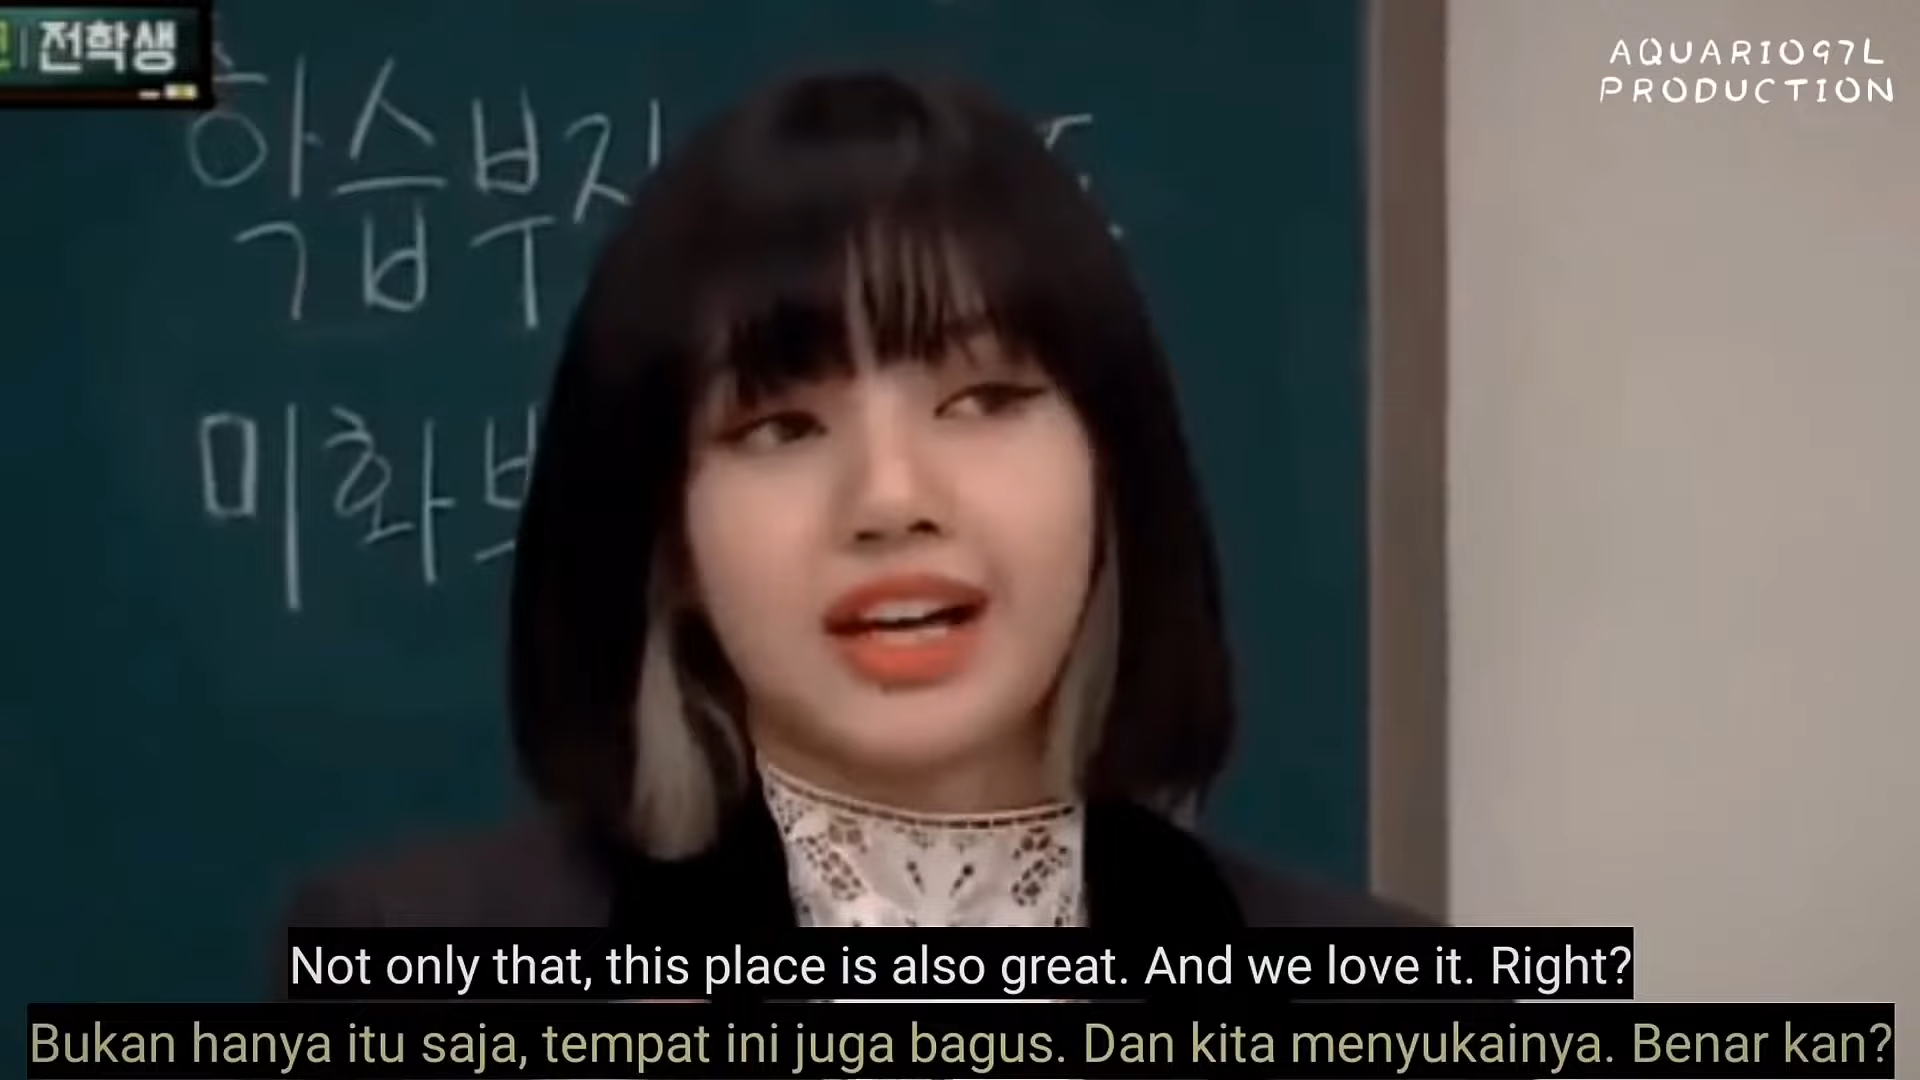 전학생
AQUARIO97L
PRODUCTION
학습부
미화부
Not only that, this place is also great. And we love it. Right?
Bukan hanya itu saja, tempat ini juga bagus. Dan kita menyukainya. Benar kan?